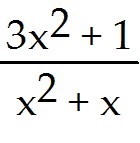 3x² + 1
x² + x